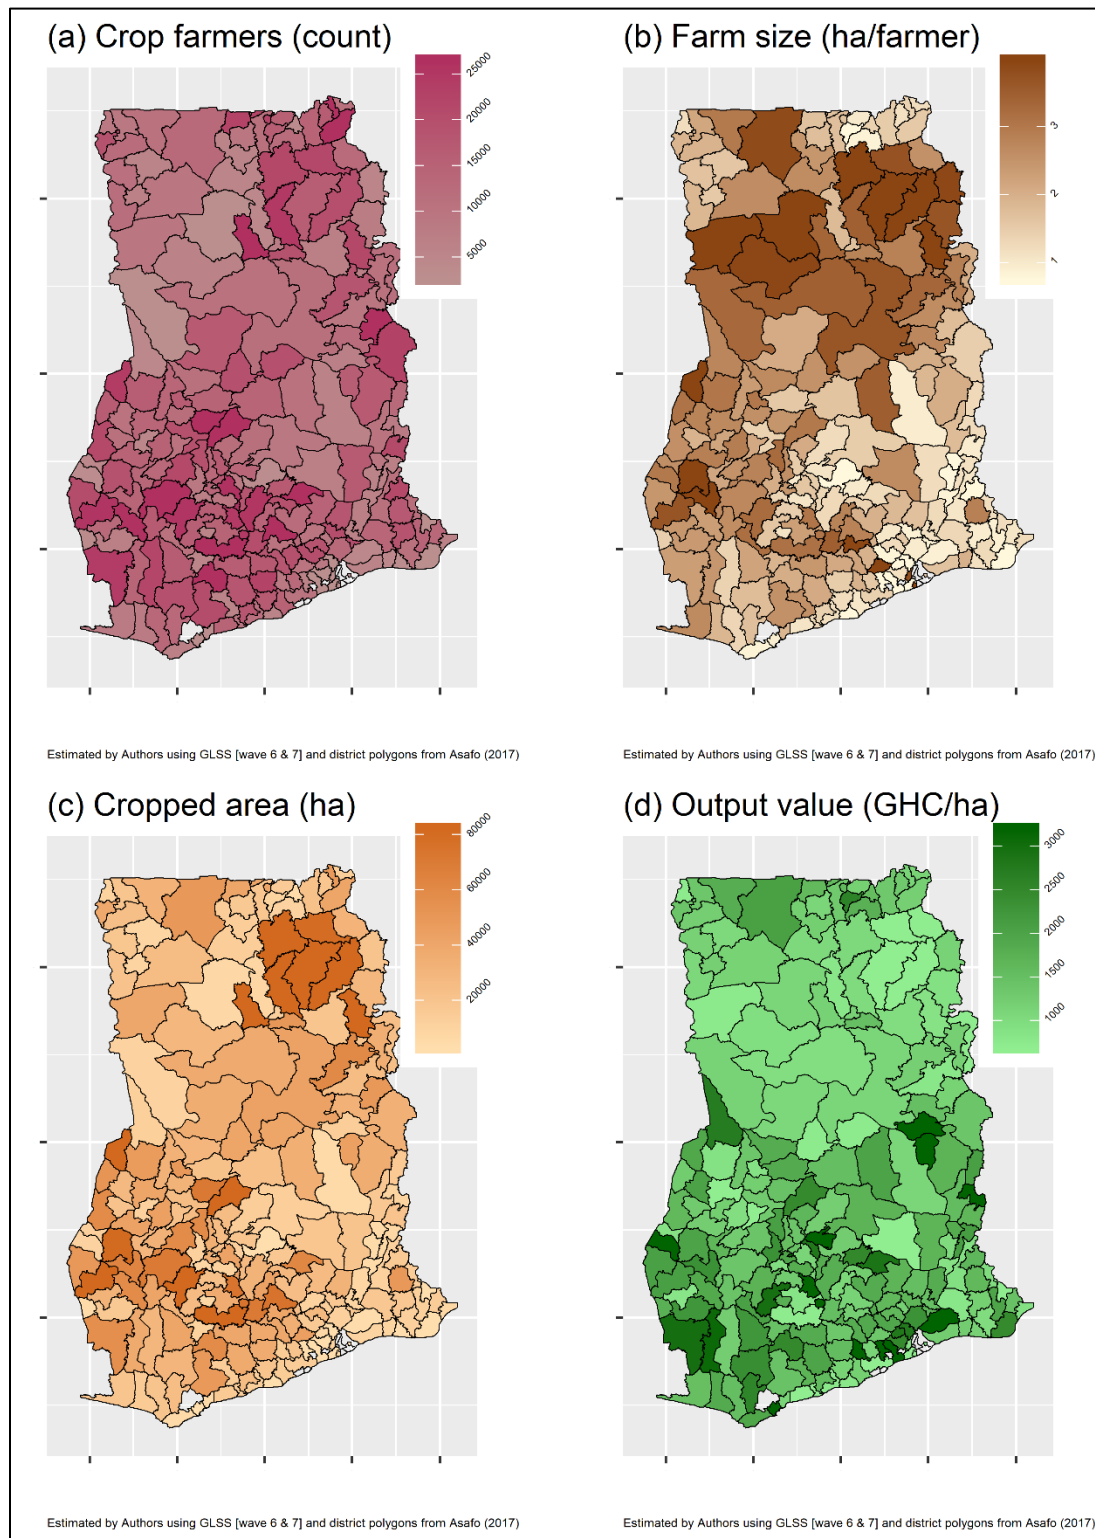 (a) Crop farmers (count)
25000
20000
15000
10000
5000
Estimated by Authors using GLSS [wave 6 & 7] and district polygons from Asafo (2017)
(b) Farm size (ha/farmer)
3
2
1
Estimated by Authors using GLSS [wave 6 & 7] and district polygons from Asafo (2017)
(c) Cropped area (ha)
80000
60000
40000
20000
Estimated by Authors using GLSS [wave 6 & 7] and district polygons from Asafo (2017)
(d) Output value (GHC/ha)
3000
2500
2000
1500
1000
Estimated by Authors using GLSS [wave 6 & 7] and district polygons from Asafo (2017)